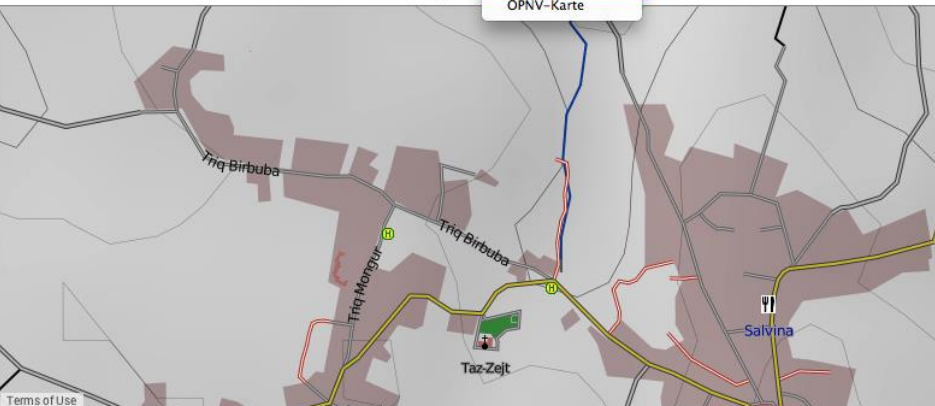 ÖPNV-Karte
Triq Birbuba
Triq Birbuba
H
Triq Mongur
H
Salvina
Taz-Zejt
Terms of Use